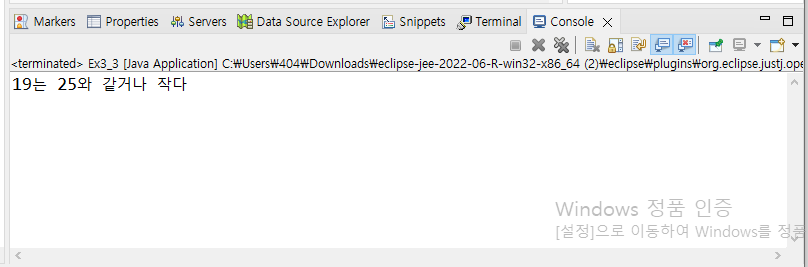 Markers Properties Servers Data Source Explorer Snippets Terminal Console
<terminated> Ex3_3 [Java Application] C:₩Users₩404₩Downloads₩eclipse-jee-2022-06-R-win32-x86_64 (2)₩eclipse₩plugins₩org.eclipse.justj.ope
19는 25와 같거나 작다
Windows 정품 인증
[설정]으로 이동하여 Windows를 정품